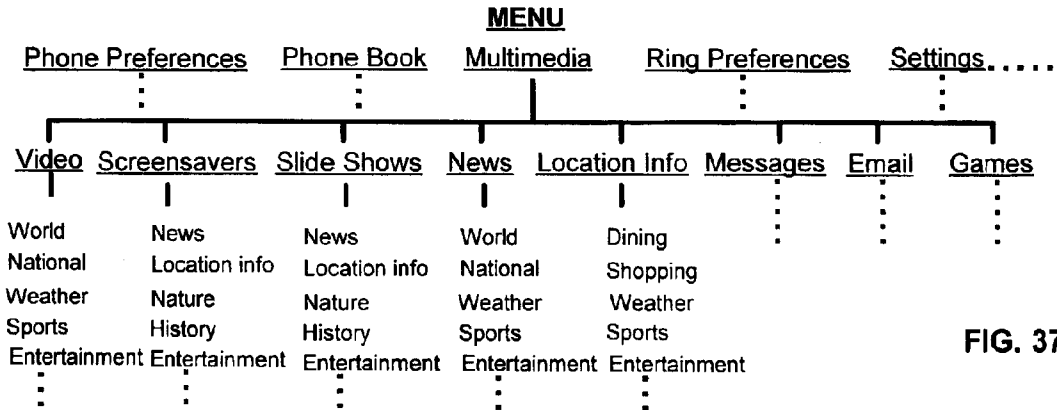 MENU
Phone Preferences Phone Book Multimedia Ring Preferences Settings
Video Screensavers Slide Shows News Location Info Messages Email Games
World News News World Dining
National Location info Location info National Shopping
Weather Nature Nature Weather Weather
Sports History History Sports Sports
Entertainment Entertainment Entertainment Entertainment Entertainment
FIG. 37